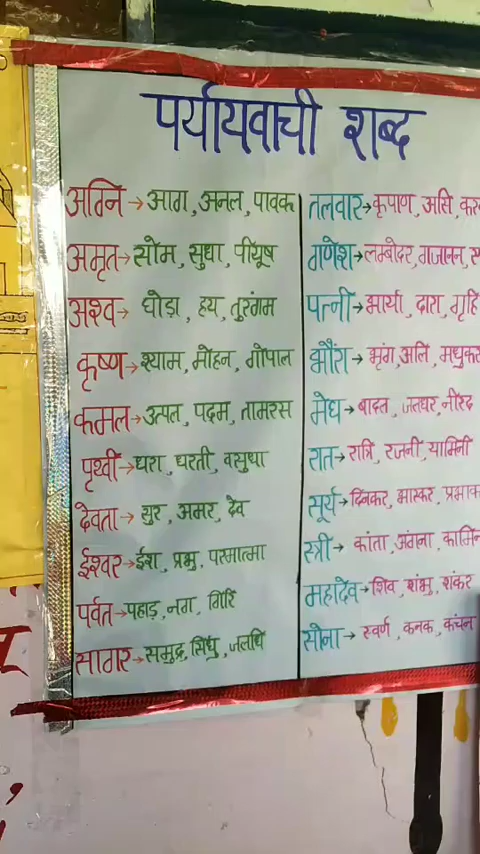 पर्यायवाची शब्द
अग्नि → आग, अनल, पावक
अमृत → सोम, सुधा, पीयूष
अश्व → घोडा, हय, तुरंगम
कृष्ण → श्याम, मोहन, गोपाल
कमल → उत्पल, पदम, तामरस
पृथ्वी → धरा, धरती, वसुधा
देवता → सुर, अमर, देव
ईश्वर → ईश, प्रभु, परमात्मा
पर्वत → पहाड़, नग, गिरि
सागर → समुद्र, सिंधु, जलधि
तलवार → कृपाण, असि,
गणेश → लम्बोदर, गजानन,
पत्नी → भार्या, दारा,
भौंरा → भृंग, अलि, मधुकर
मेघ → बादल, जलधर, नीरद
रात → रात्रि, रजनी, यामिनी
सूर्य → दिनकर, भास्कर,
स्त्री → कांता, अंगना,
महादेव → शिव, शंभु, शंकर
सोना → स्वर्ण, कनक, कंचन